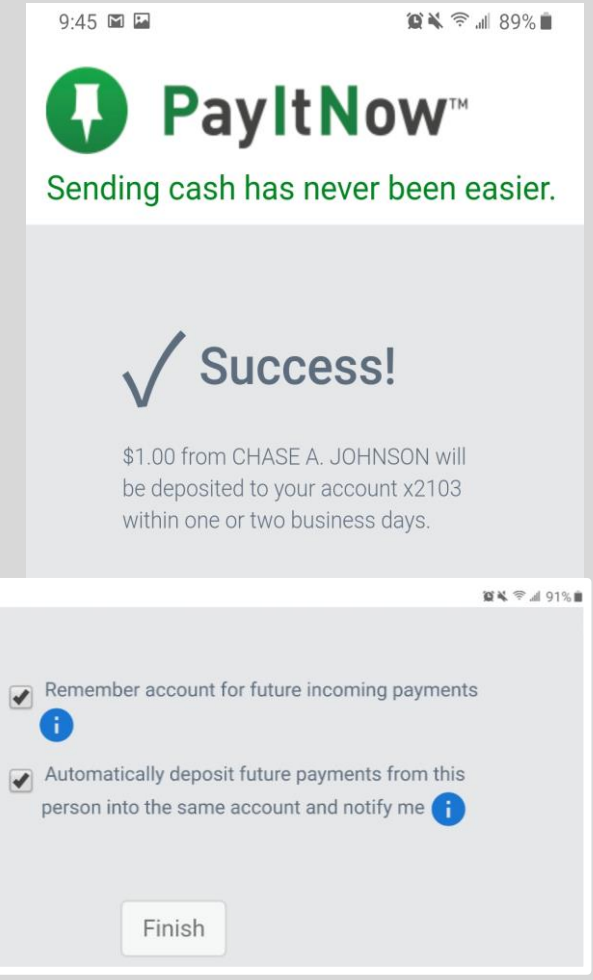 9:45 89%
PayItNow™
Sending cash has never been easier.
Success!
$1.00 from CHASE A. JOHNSON will
be deposited to your account x2103
within one or two business days.
91%
Remember account for future incoming payments
i
Automatically deposit future payments from this
person into the same account and notify me i
Finish